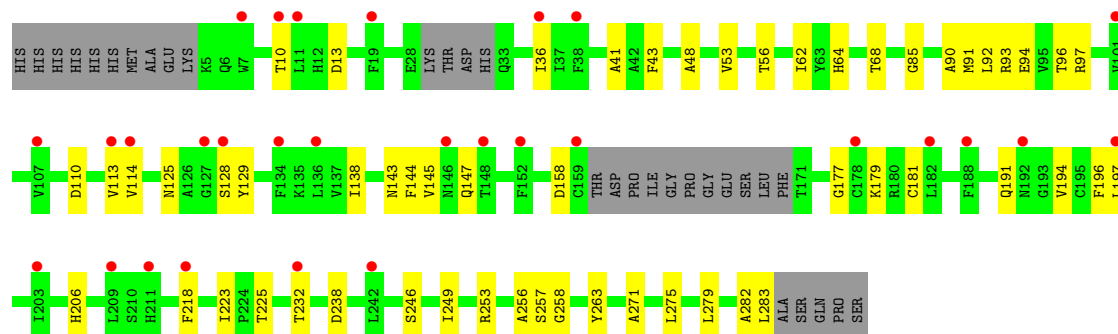 HIS HIS HIS HIS HIS HIS MET ALA GLU LYS K5 Q6 W7 T10 L11 H12 D13 F19 E28 LYS THR ASP HIS Q33 I36 I37 F38 A41 A42 F43 A48 V53 T56 I62 Y63 H64 T68 G85 A90 M91 L92 R93 E94 V95 T96 R97 V101
V107 D110 V113 V114 N125 A126 G127 S128 Y129 F134 K135 L136 V137 I138 N143 F144 V145 N146 Q147 T148 F152 D158 C159 THR ASP PRO ILE GLY PRO GLY GLU SER LEU PHE T171 G177 C178 K179 R180 C181 L182 F188 Q191 N192 G193 V194 C195 F196 L197
I203 H206 L209 S210 H211 F218 I223 P224 T225 T232 D238 L242 S246 I249 R253 A256 S257 G258 Y263 A271 L275 L279 A282 L283 ALA SER GLN PRO SER